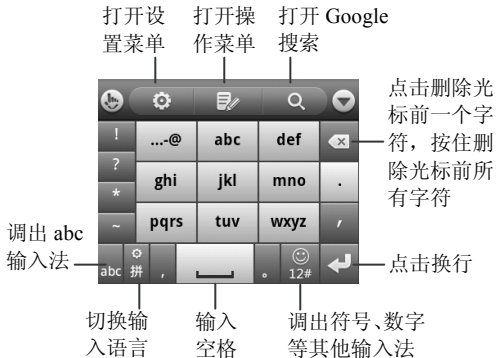 打开设
置菜单
打开操
作菜单
打开 Google
搜索
点击删除光
标前一个字
符，按住删
除光标前所
有字符
! ...-@ abc def
?
ghi jkl mno .
*
~ pqrs tuv wxyz ,
abc 拼 , 。 12#
调出 abc
输入法
点击换行
切换输
入语言
输入
空格
调出符号、数字
等其他输入法